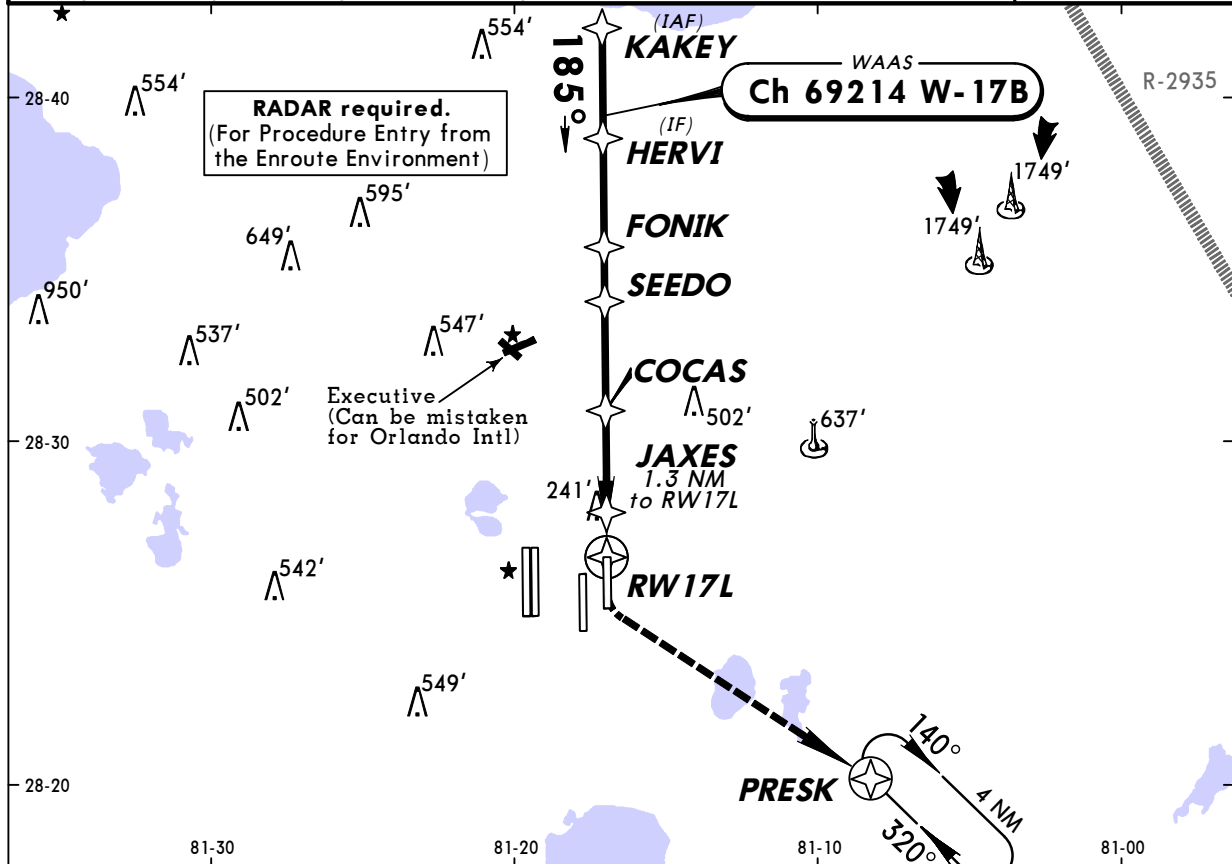 554'
(IAF)
KAKEY
185°
WAAS
Ch 69214 W-17B
R-2935
28-40
554'
RADAR required.
(For Procedure Entry from
the Enroute Environment)
(IF)
HERVI
1749'
1749'
595'
649'
FONIK
SEEDO
950'
537'
547'
Executive
(Can be mistaken
for Orlando Intl)
COCAS
502'
502'
637'
28-30
JAXES
1.3 NM
to RW17L
241'
542'
RW17L
549'
140°
4 NM
320°
PRESK
28-20
81-30
81-20
81-10
81-00